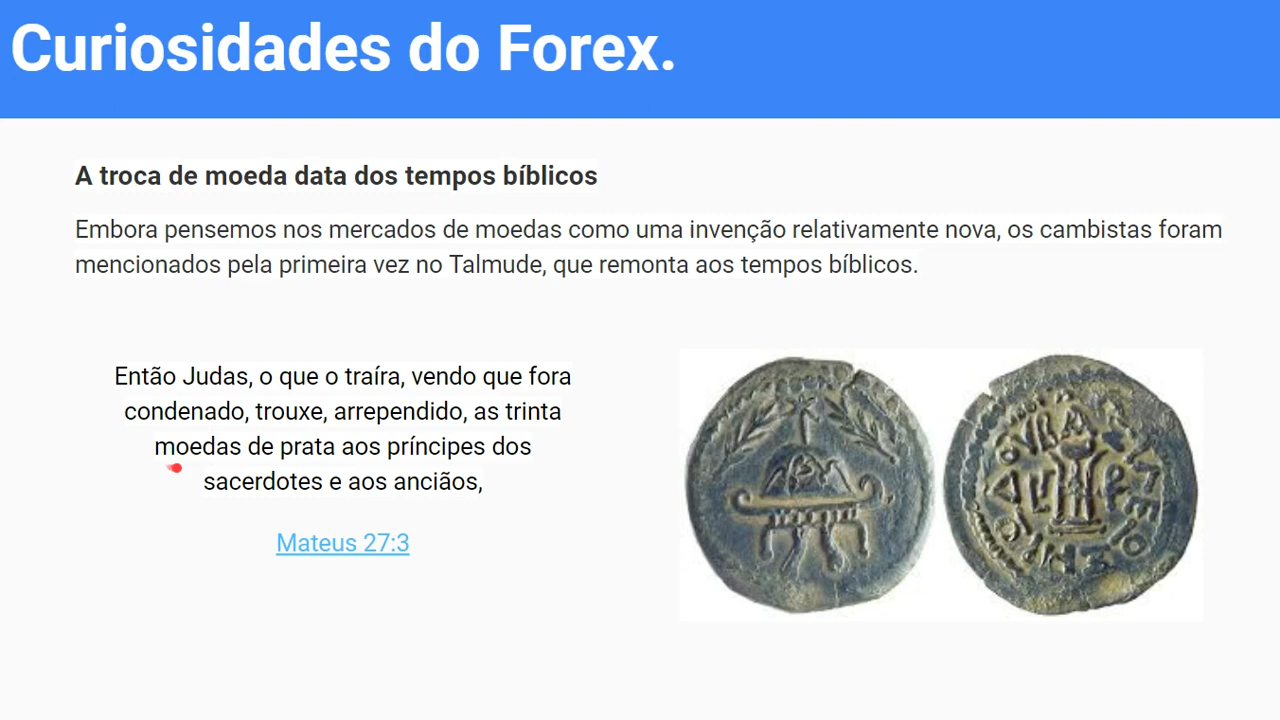 Curiosidades do Forex.
A troca de moeda data dos tempos bíblicos
Embora pensemos nos mercados de moedas como uma invenção relativamente nova, os cambistas foram
mencionados pela primeira vez no Talmude, que remonta aos tempos bíblicos.
Então Judas, o que o traíra, vendo que fora
condenado, trouxe, arrependido, as trinta
moedas de prata aos príncipes dos
sacerdotes e aos anciãos,
Mateus 27:3